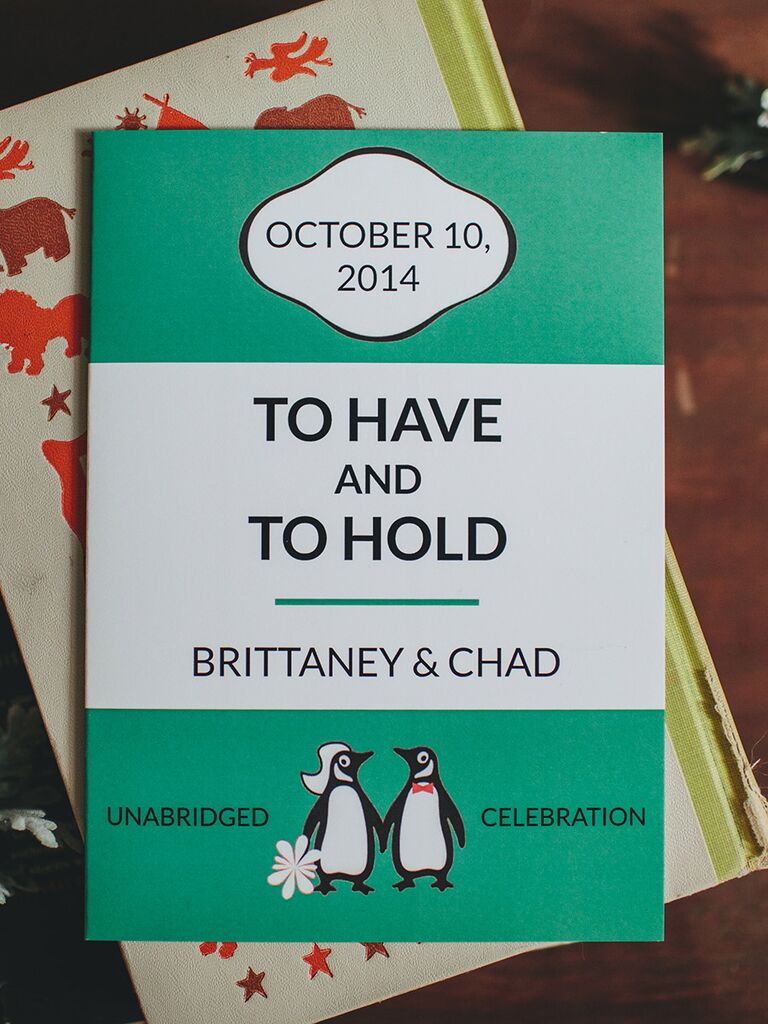 OCTOBER 10,
2014
TO HAVE
AND
TO HOLD
BRITTANEY & CHAD
UNABRIDGED CELEBRATION